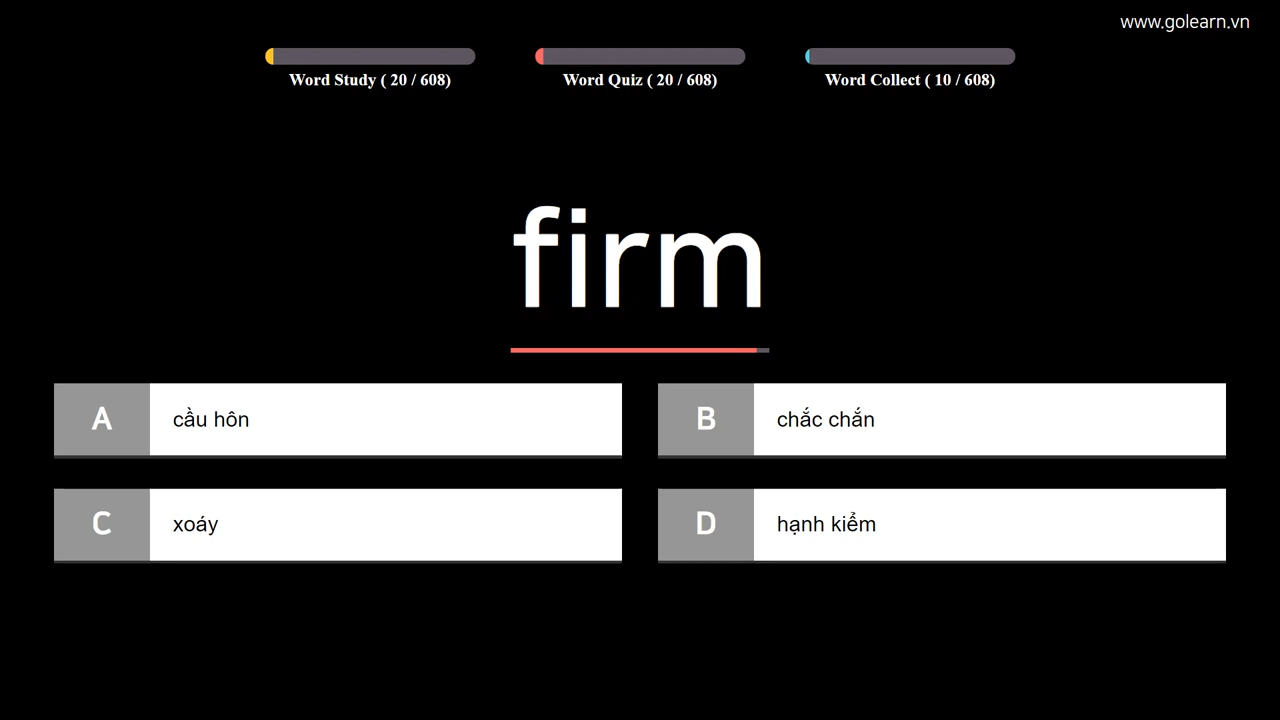 www.golearn.vn
Word Study ( 20 / 608)
Word Quiz ( 20 / 608)
Word Collect ( 10 / 608)
firm
A cầu hôn
B chắc chắn
C xoáy
D hạnh kiểm